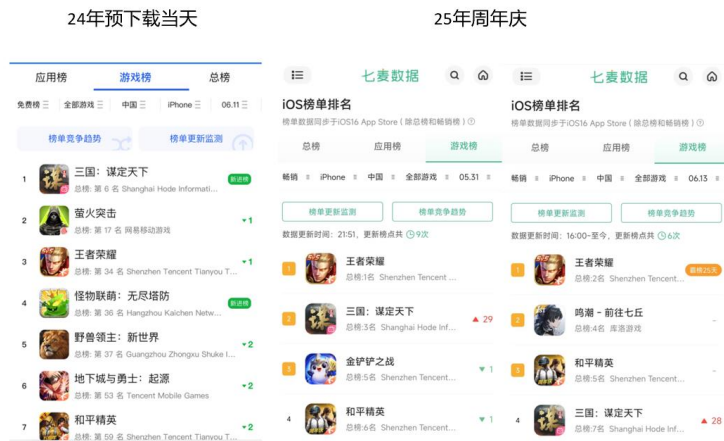 24年预下载当天
25年周年庆
应用榜 游戏榜 总榜
免费榜 全部游戏 中国 iPhone 06.11
榜单竞争趋势 榜单更新监测
1 三国：谋定天下
总榜: 第 6 名 Shanghai Hode Informati... 新进榜
2 萤火突击
总榜: 第 17 名 网易移动游戏 1
3 王者荣耀
总榜: 第 34 名 Shenzhen Tencent Tianyou T... 1
4 怪物联萌：无尽塔防
总榜: 第 36 名 Hangzhou Kaichen Netw... 新进榜
5 野兽领主：新世界
总榜: 第 37 名 Guangzhou Zhongxu Shuke I... 2
6 地下城与勇士：起源
总榜: 第 53 名 Tencent Mobile Games 2
7 和平精英
总榜: 第 59 名 Shenzhen Tencent Tianyou T... 2
七麦数据
iOS榜单排名
榜单数据同步于iOS16 App Store（除总榜和畅销榜）
总榜 应用榜 游戏榜
畅销 iPhone 中国 全部游戏 05.31
榜单更新监测 榜单竞争趋势
数据更新时间: 21:51，更新榜点共 9次
1 王者荣耀
总榜:1名 Shenzhen Tencent ...
2 三国：谋定天下
总榜:3名 Shanghai Hode Inf... 29
3 金铲铲之战
总榜:5名 Shenzhen Tencent... 1
4 和平精英
总榜:6名 Shenzhen Tencent... 1
七麦数据
iOS榜单排名
榜单数据同步于iOS16 App Store（除总榜和畅销榜）
总榜 应用榜 游戏榜
畅销 iPhone 中国 全部游戏 06.13
榜单更新监测 榜单竞争趋势
数据更新时间: 16:00~至今，更新榜点共 6次
1 王者荣耀
总榜:2名 Shenzhen Tencent... 霸榜25天
2 鸣潮 - 前往七丘
总榜:4名 库洛游戏 -
3 和平精英
总榜:5名 Shenzhen Tencent... -
4 三国：谋定天下
总榜:7名 Shanghai Hode Inf... 28